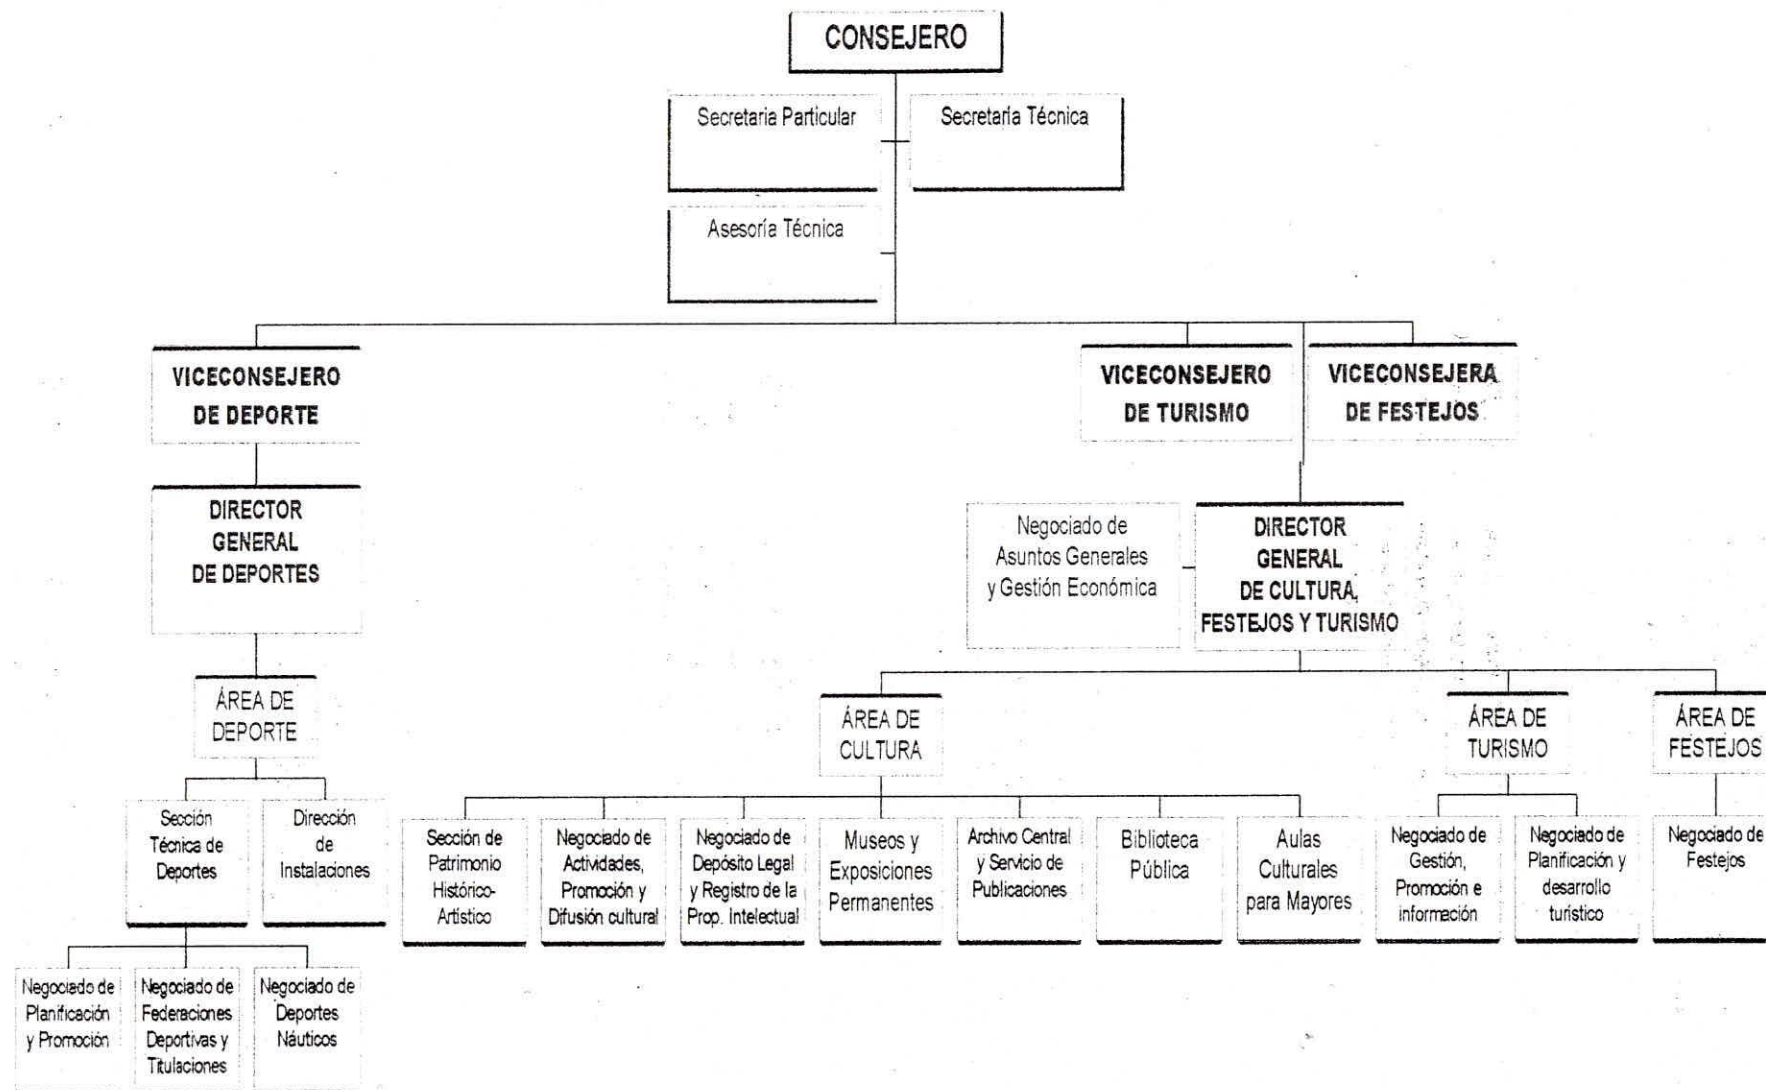 CONSEJERO
Secretaria Particular
Secretaría Técnica
Asesoría Técnica
VICECONSEJERO
DE DEPORTE
VICECONSEJERO
DE TURISMO
VICECONSEJERA
DE FESTEJOS
DIRECTOR
GENERAL
DE DEPORTES
Negociado de
Asuntos Generales
y Gestión Económica
DIRECTOR
GENERAL
DE CULTURA,
FESTEJOS Y TURISMO
ÁREA DE
DEPORTE
ÁREA DE
CULTURA
ÁREA DE
TURISMO
ÁREA DE
FESTEJOS
Sección
Técnica de
Deportes
Dirección
de
Instalaciones
Sección de
Patrimonio
Histórico-
Artístico
Negociado de
Actividades,
Promoción y
Difusión cultural
Negociado de
Depósito Legal
y Registro de la
Prop. Intelectual
Museos y
Exposiciones
Permanentes
Archivo Central
y Servicio de
Publicaciones
Biblioteca
Pública
Aulas
Culturales
para Mayores
Negociado de
Gestión,
Promoción e
información
Negociado de
Planificación y
desarrollo
turístico
Negociado de
Festejos
Negociado de
Planificación
y Promoción
Negociado de
Federaciones
Deportivas y
Titulaciones
Negociado de
Deportes
Náuticos